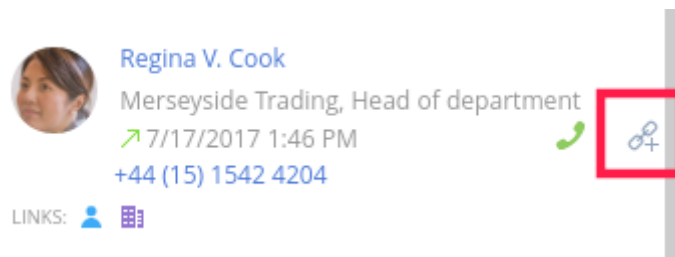 Regina V. Cook
Merseyside Trading, Head of department
7/17/2017 1:46 PM
+44 (15) 1542 4204
LINKS: